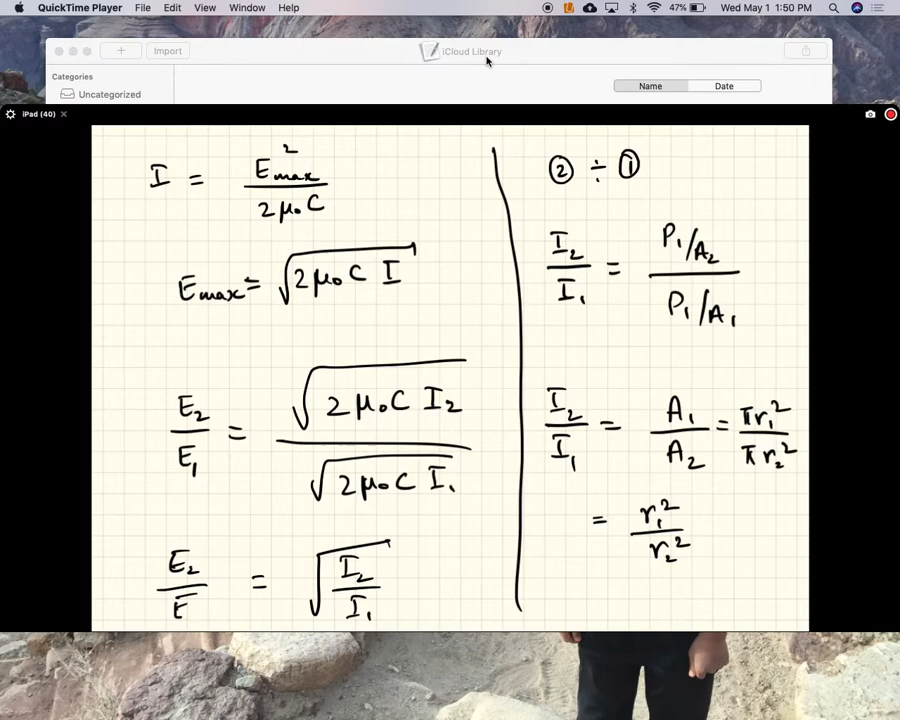 QuickTime Player File Edit View Window Help 47% Wed May 1 1:50 PM
+ Import iCloud Library
Categories
Uncategorized
Name Date
iPad (40) ×
I = E²max / 2μ₀C
Emax = √(2μ₀C I)
E₂/E₁ = √(2μ₀C I₂) / √(2μ₀C I₁)
E₂/E = √(I₂/I₁)
② ÷ ①
I₂/I₁ = (P₁/A₂) / (P₁/A₁)
I₂/I₁ = A₁/A₂ = πr₁²/πr₂²
= r₁²/r₂²